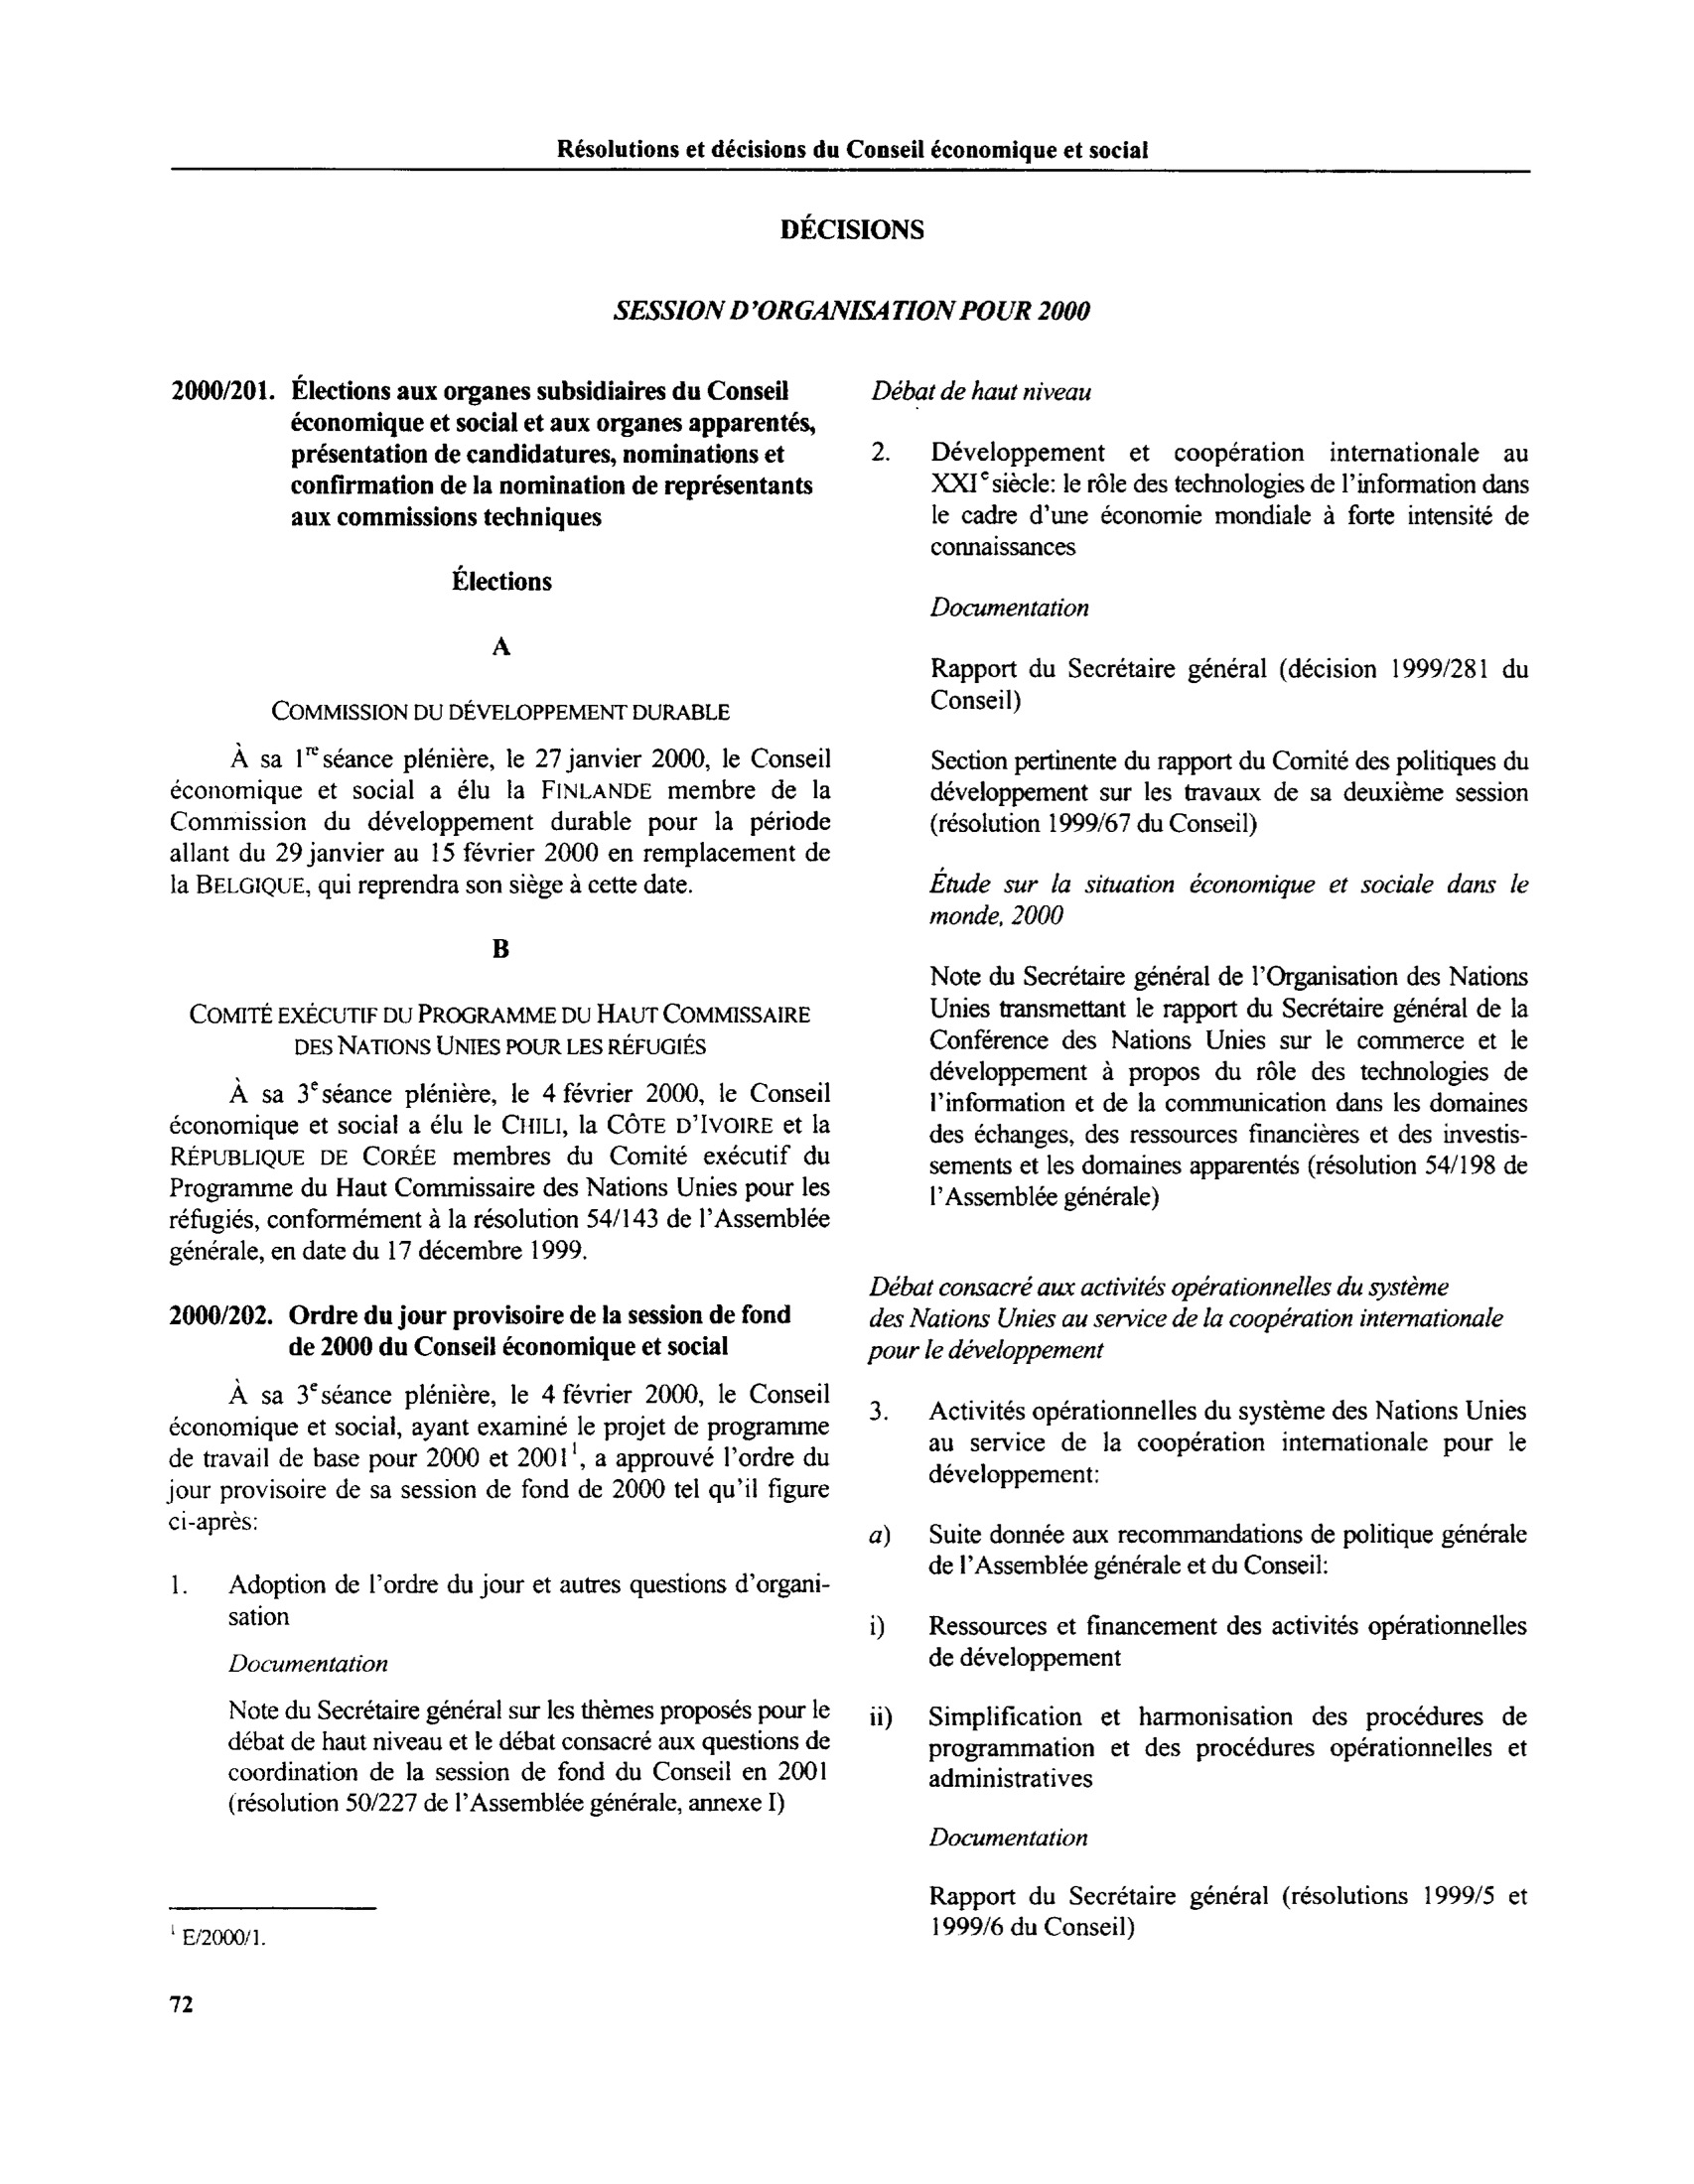 Résolutions et décisions du Conseil économique et social
DÉCISIONS
SESSION D'ORGANISATION POUR 2000
2000/201. Élections aux organes subsidiaires du Conseil
économique et social et aux organes apparentés,
présentation de candidatures, nominations et
confirmation de la nomination de représentants
aux commissions techniques
Élections
A
COMMISSION DU DÉVELOPPEMENT DURABLE
À sa 1re séance plénière, le 27 janvier 2000, le Conseil
économique et social a élu la FINLANDE membre de la
Commission du développement durable pour la période
allant du 29 janvier au 15 février 2000 en remplacement de
la BELGIQUE, qui reprendra son siège à cette date.
B
COMITÉ EXÉCUTIF DU PROGRAMME DU HAUT COMMISSAIRE
DES NATIONS UNIES POUR LES RÉFUGIÉS
À sa 3e séance plénière, le 4 février 2000, le Conseil
économique et social a élu le CHILI, la CÔTE D'IVOIRE et la
RÉPUBLIQUE DE CORÉE membres du Comité exécutif du
Programme du Haut Commissaire des Nations Unies pour les
réfugiés, conformément à la résolution 54/143 de l'Assemblée
générale, en date du 17 décembre 1999.
2000/202. Ordre du jour provisoire de la session de fond
de 2000 du Conseil économique et social
À sa 3e séance plénière, le 4 février 2000, le Conseil
économique et social, ayant examiné le projet de programme
de travail de base pour 2000 et 2001¹, a approuvé l'ordre du
jour provisoire de sa session de fond de 2000 tel qu'il figure
ci-après:
1. Adoption de l'ordre du jour et autres questions d'organi-
sation
Documentation
Note du Secrétaire général sur les thèmes proposés pour le
débat de haut niveau et le débat consacré aux questions de
coordination de la session de fond du Conseil en 2001
(résolution 50/227 de l'Assemblée générale, annexe I)
¹ E/2000/1.
72
Débat de haut niveau
2. Développement et coopération internationale au
XXIe siècle: le rôle des technologies de l'information dans
le cadre d'une économie mondiale à forte intensité de
connaissances
Documentation
Rapport du Secrétaire général (décision 1999/281 du
Conseil)
Section pertinente du rapport du Comité des politiques du
développement sur les travaux de sa deuxième session
(résolution 1999/67 du Conseil)
Étude sur la situation économique et sociale dans le
monde, 2000
Note du Secrétaire général de l'Organisation des Nations
Unies transmettant le rapport du Secrétaire général de la
Conférence des Nations Unies sur le commerce et le
développement à propos du rôle des technologies de
l'information et de la communication dans les domaines
des échanges, des ressources financières et des investis-
sements et les domaines apparentés (résolution 54/198 de
l'Assemblée générale)
Débat consacré aux activités opérationnelles du système
des Nations Unies au service de la coopération internationale
pour le développement
3. Activités opérationnelles du système des Nations Unies
au service de la coopération internationale pour le
développement:
a) Suite donnée aux recommandations de politique générale
de l'Assemblée générale et du Conseil:
i) Ressources et financement des activités opérationnelles
de développement
ii) Simplification et harmonisation des procédures de
programmation et des procédures opérationnelles et
administratives
Documentation
Rapport du Secrétaire général (résolutions 1999/5 et
1999/6 du Conseil)